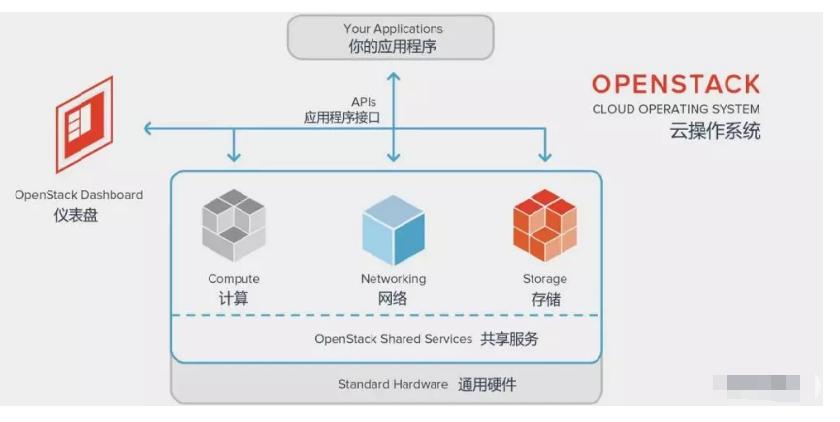 Your Applications
你的应用程序
OPENSTACK
CLOUD OPERATING SYSTEM
云操作系统
APIs
应用程序接口
OpenStack Dashboard
仪表盘
Compute
计算
Networking
网络
Storage
存储
OpenStack Shared Services 共享服务
Standard Hardware 通用硬件